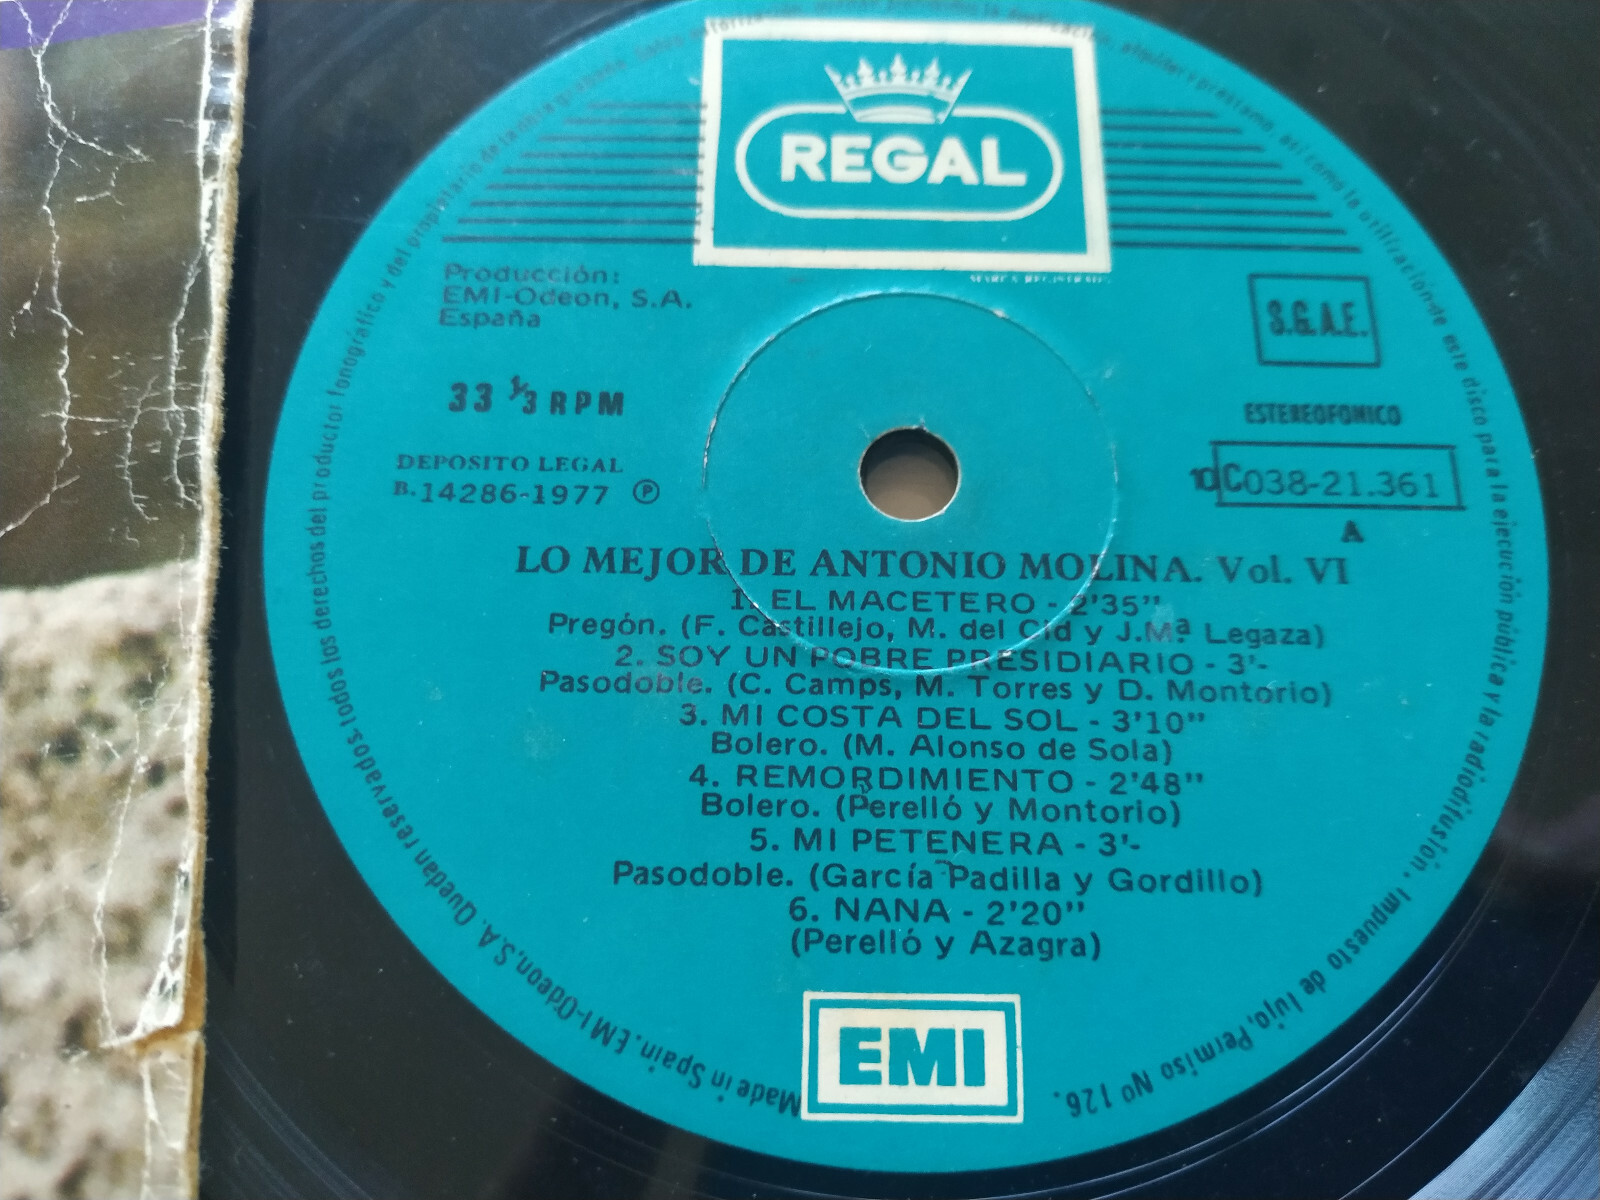 REGAL
MARCA REGISTRADA
Producción:
EMI-Odeon, S.A.
España
S.G.A.E.
33 1/3 RPM
ESTEREOFONICO
DEPOSITO LEGAL
B.14286-1977 Ⓟ
10C038-21.361
A
LO MEJOR DE ANTONIO MOLINA. Vol. VI
1. EL MACETERO - 2'35"
Pregón. (F. Castillejo, M. del Cid y J.Mª Legaza)
2. SOY UN POBRE PRESIDIARIO - 3'-
Pasodoble. (C. Camps, M. Torres y D. Montorio)
3. MI COSTA DEL SOL - 3'10"
Bolero. (M. Alonso de Sola)
4. REMORDIMIENTO - 2'48"
Bolero. (Perelló y Montorio)
5. MI PETENERA - 3'-
Pasodoble. (García Padilla y Gordillo)
6. NANA - 2'20"
(Perelló y Azagra)
EMI
Made in Spain. EMI-Odeon, S.A. Quedan reservados todos los derechos del productor fonográfico y del propietario de la obra grabada. alquiler y préstamo, así como la utilización de este disco para la ejecución pública y la radiodifusión. Impuesto de lujo, Permiso Nº 126.